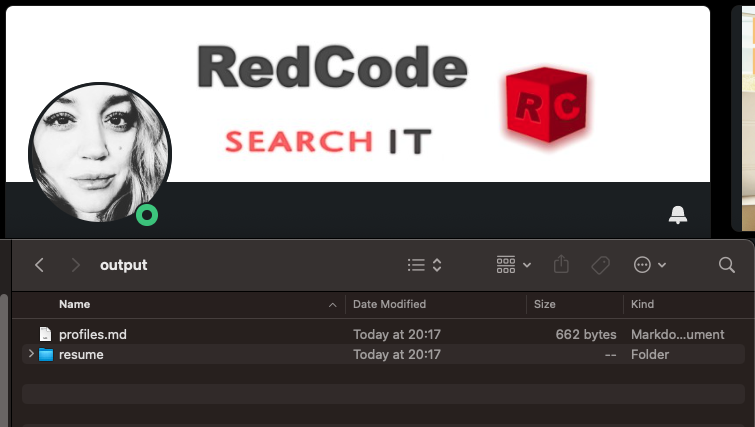 RedCode
RC
SEARCH IT
output
Name Date Modified Size Kind
profiles.md Today at 20:17 662 bytes Markdo...ument
resume Today at 20:17 -- Folder